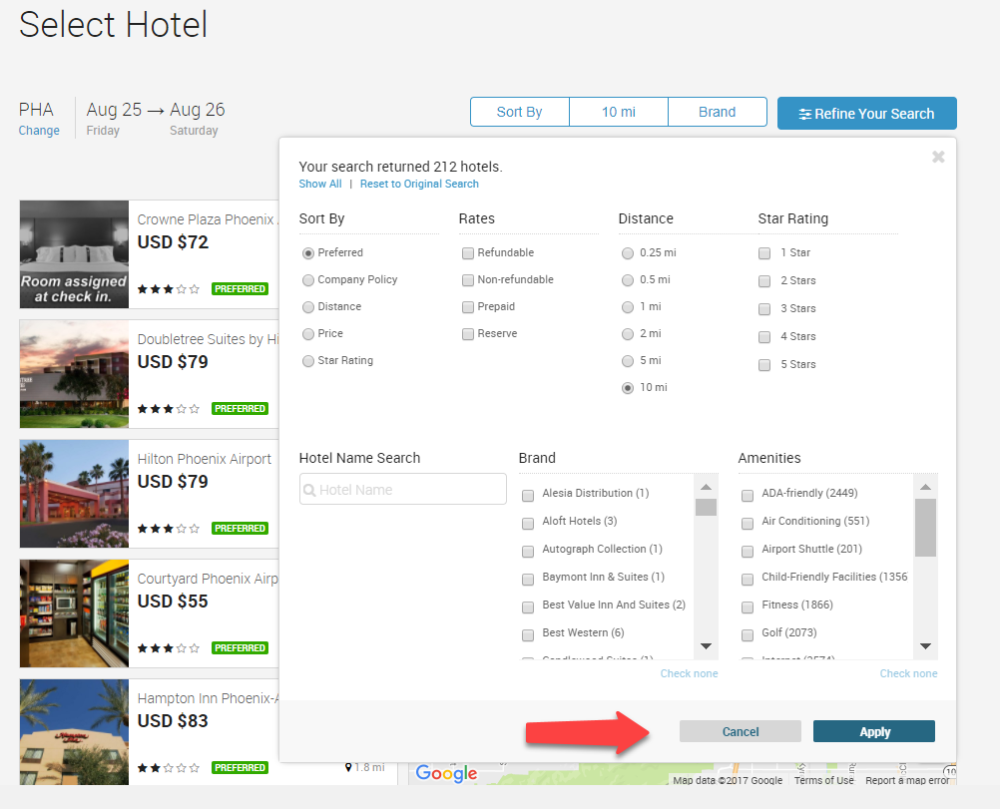 Select Hotel
PHA
Change
Aug 25 → Aug 26
Friday
Saturday
Sort By
10 mi
Brand
Refine Your Search
Crowne Plaza Phoenix
USD $72
Room assigned
at check in.
PREFERRED
Doubletree Suites by Hi
USD $79
PREFERRED
Hilton Phoenix Airport
USD $79
PREFERRED
Courtyard Phoenix Airp
USD $55
PREFERRED
Hampton Inn Phoenix-A
USD $83
PREFERRED
1.8 mi
Your search returned 212 hotels.
Show All | Reset to Original Search
Sort By
Preferred
Company Policy
Distance
Price
Star Rating
Rates
Refundable
Non-refundable
Prepaid
Reserve
Distance
0.25 mi
0.5 mi
1 mi
2 mi
5 mi
10 mi
Star Rating
1 Star
2 Stars
3 Stars
4 Stars
5 Stars
Hotel Name Search
Hotel Name
Brand
Alesia Distribution (1)
Aloft Hotels (3)
Autograph Collection (1)
Baymont Inn & Suites (1)
Best Value Inn And Suites (2)
Best Western (6)
Candlewood Suites (1)
Check none
Amenities
ADA-friendly (2449)
Air Conditioning (551)
Airport Shuttle (201)
Child-Friendly Facilities (1356
Fitness (1866)
Golf (2073)
Internet (2574)
Check none
Cancel
Apply
Google
Map data ©2017 Google
Terms of Use
Report a map error